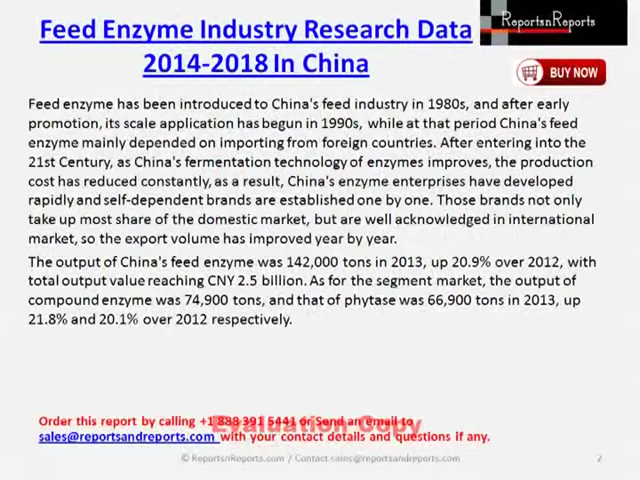 Feed Enzyme Industry Research Data
2014-2018 In China
ReportsnReports
BUY NOW
Feed enzyme has been introduced to China's feed industry in 1980s, and after early
promotion, its scale application has begun in 1990s, while at that period China's feed
enzyme mainly depended on importing from foreign countries. After entering into the
21st Century, as China's fermentation technology of enzymes improves, the production
cost has reduced constantly, as a result, China's enzyme enterprises have developed
rapidly and self-dependent brands are established one by one. Those brands not only
take up most share of the domestic market, but are well acknowledged in international
market, so the export volume has improved year by year.
The output of China's feed enzyme was 142,000 tons in 2013, up 20.9% over 2012, with
total output value reaching CNY 2.5 billion. As for the segment market, the output of
compound enzyme was 74,900 tons, and that of phytase was 66,900 tons in 2013, up
21.8% and 20.1% over 2012 respectively.
Order this report by calling +1 888 391 5441 or Send an email to
Evaluation Copy
sales@reportsandreports.com with your contact details and questions if any.
© ReportsnReports.com / Contact sales@reportsandreports.com
2